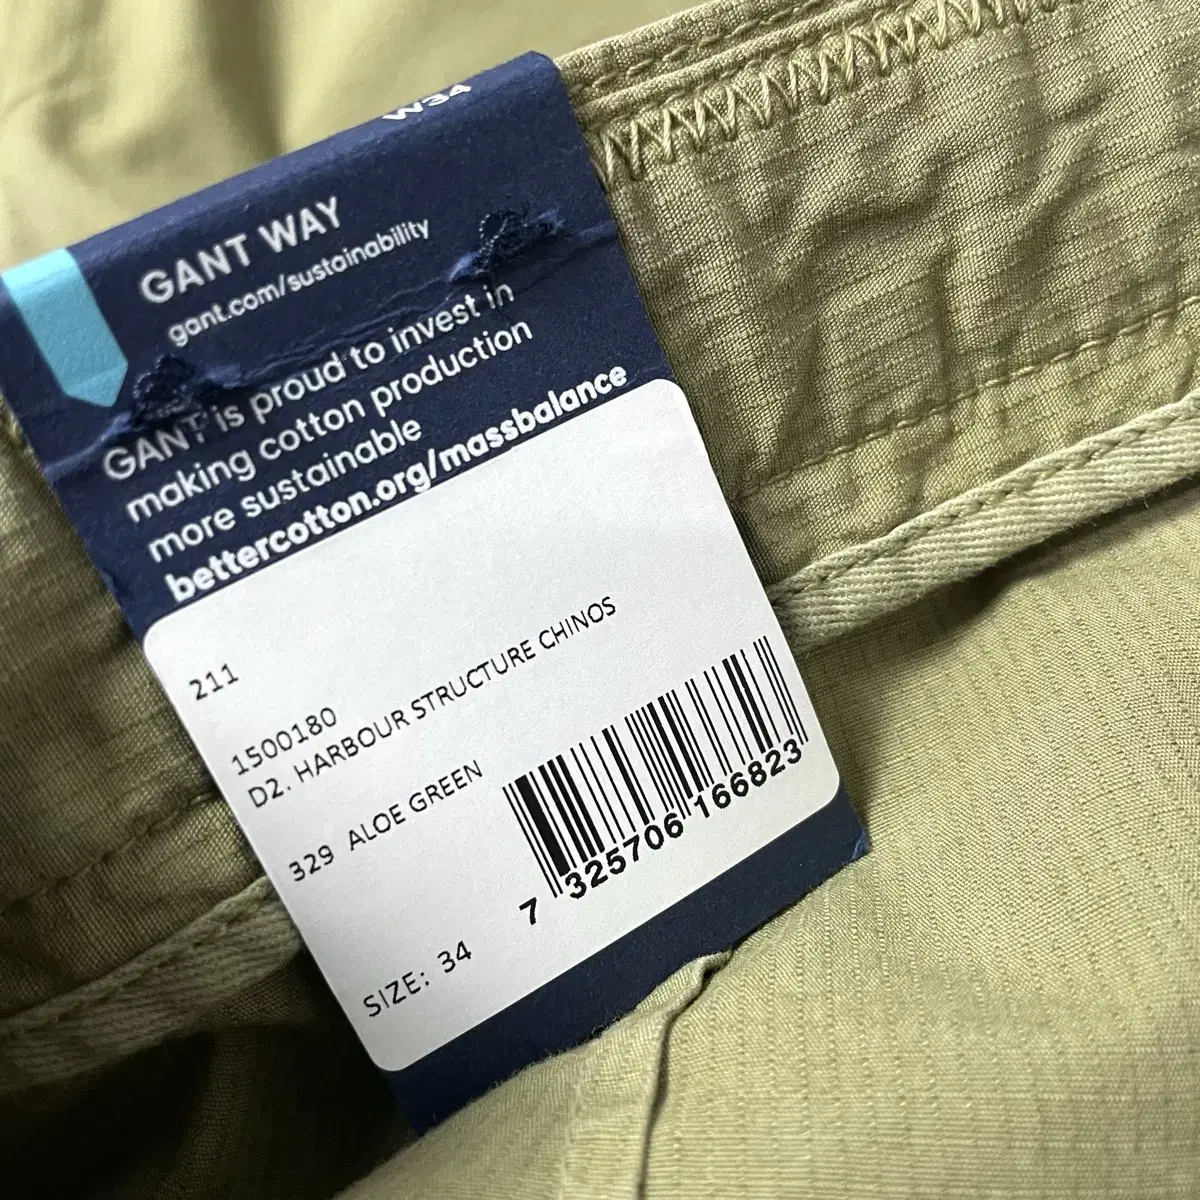 W34
GANT WAY
gant.com/sustainability
GANT is proud to invest in
making cotton production
more sustainable
bettercotton.org/massbalance
211
1500180
D2. HARBOUR STRUCTURE CHINOS
329 ALOE GREEN
7 325706 166823
SIZE: 34